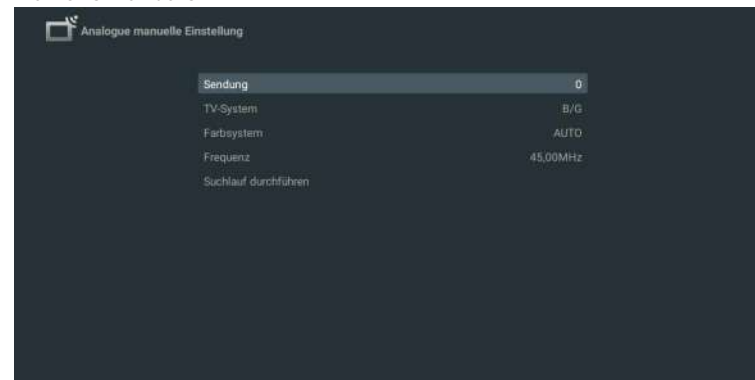 Analogue manuelle Einstellung
Sendung 0
TV-System B/G
Farbsystem AUTO
Frequenz 45,00MHz
Suchlauf durchführen